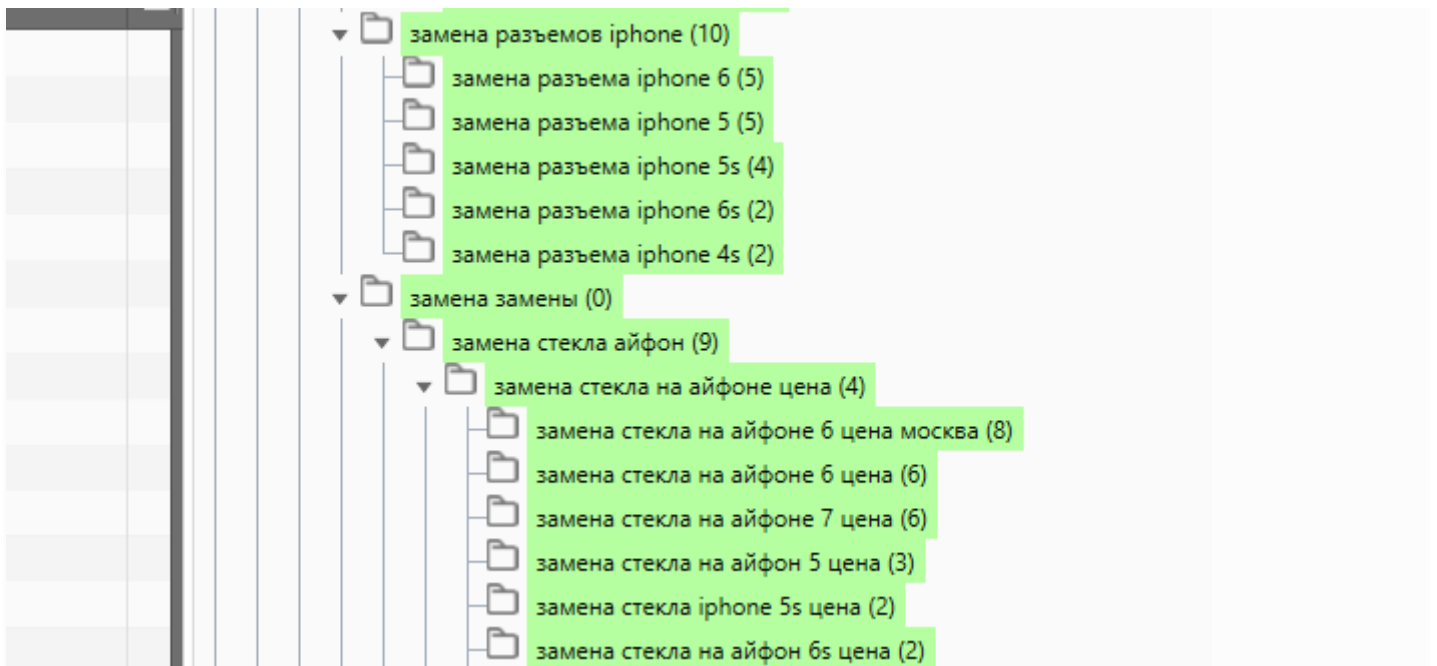 замена разъемов iphone (10)
замена разъема iphone 6 (5)
замена разъема iphone 5 (5)
замена разъема iphone 5s (4)
замена разъема iphone 6s (2)
замена разъема iphone 4s (2)
замена замены (0)
замена стекла айфон (9)
замена стекла на айфоне цена (4)
замена стекла на айфоне 6 цена москва (8)
замена стекла на айфоне 6 цена (6)
замена стекла на айфоне 7 цена (6)
замена стекла на айфон 5 цена (3)
замена стекла iphone 5s цена (2)
замена стекла на айфон 6s цена (2)